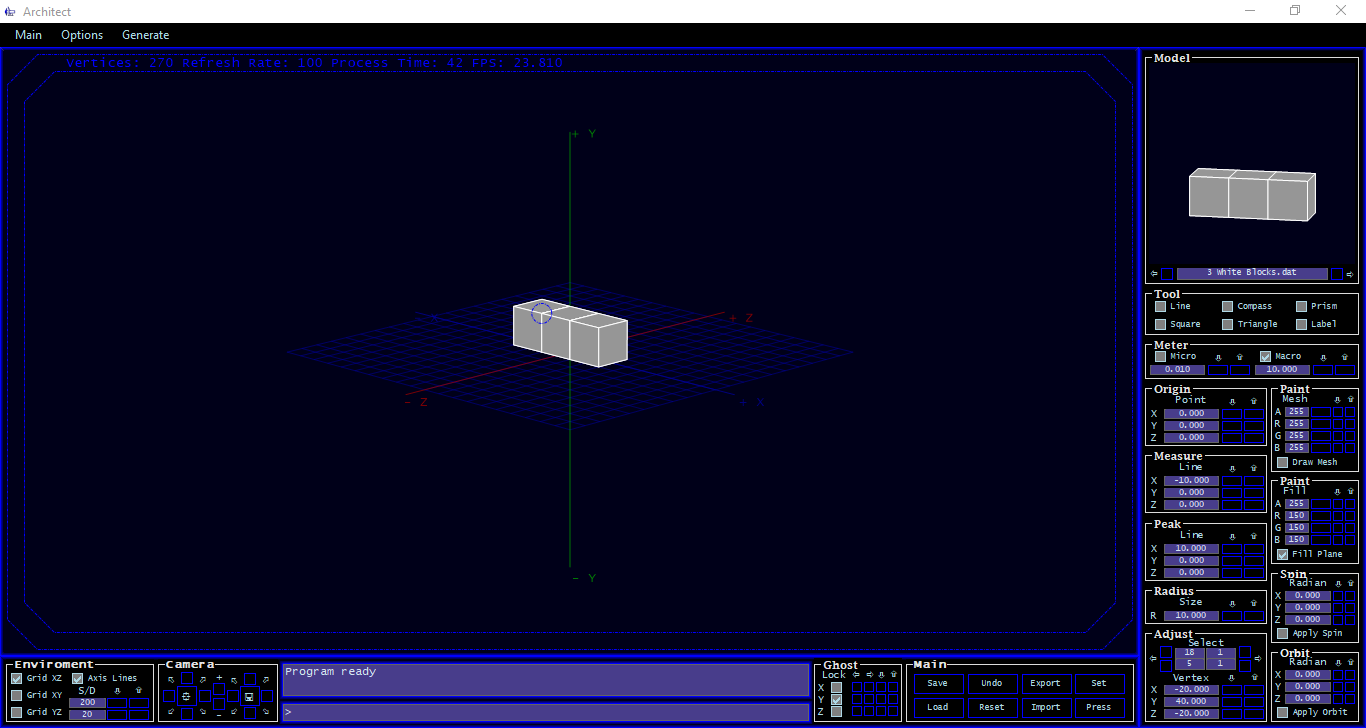 Architect
Main Options Generate
Vertices: 270 Refresh Rate: 100 Process Time: 42 FPS: 23.810
+ Y
+ Z
- Z
+ X
- Y
Model
3 White Blocks.dat
Tool
Line Compass Prism
Square Triangle Label
Meter
Micro Macro
0.010 10.000
Origin
Point
X 0.000
Y 0.000
Z 0.000
Measure
Line
X -10.000
Y 0.000
Z 0.000
Peak
Line
X 10.000
Y 0.000
Z 0.000
Radius
Size
R 10.000
Adjust
Select
18 1
5 1
Vertex
X -20.000
Y 40.000
Z -20.000
Paint
Mesh
A 255
R 255
G 255
B 255
Draw Mesh
Paint
Fill
A 255
R 150
G 150
B 150
Fill Plane
Spin
Radian
X 0.000
Y 0.000
Z 0.000
Apply Spin
Orbit
Radian
X 0.000
Y 0.000
Z 0.000
Apply Orbit
Enviroment
Grid XZ Axis Lines
Grid XY S/D
200
Grid YZ 20
Camera
+
-
Program ready
>
Ghost
Lock
X
Y
Z
Main
Save Undo Export Set
Load Reset Import Press